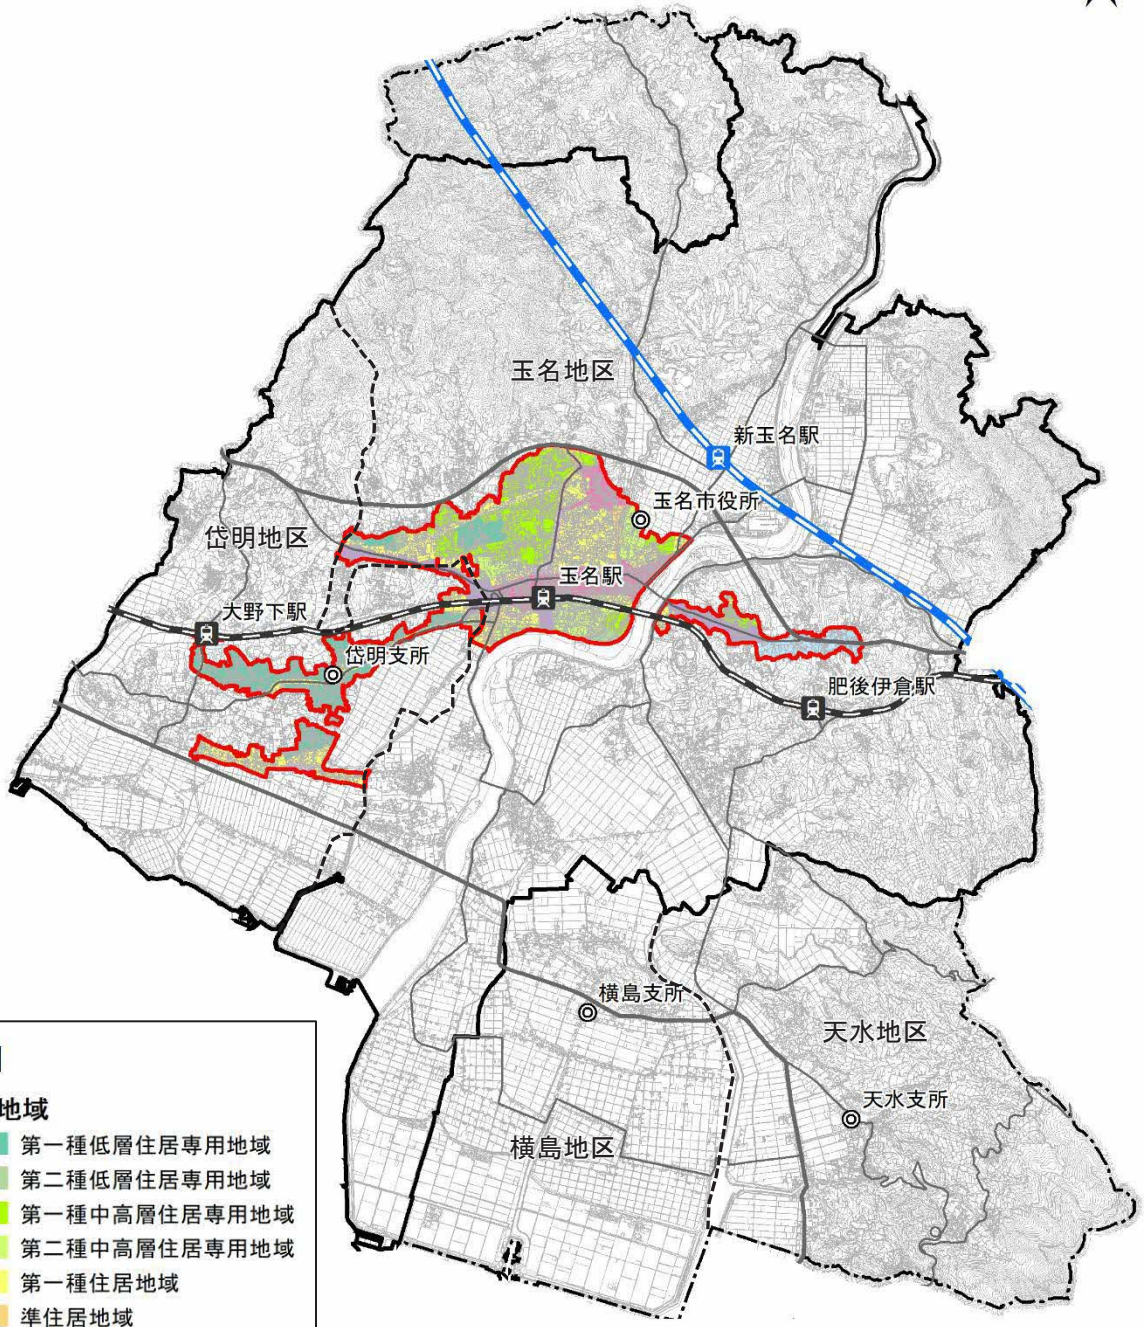 玉名地区
新玉名駅
玉名市役所
岱明地区
玉名駅
大野下駅
岱明支所
肥後伊倉駅
横島支所
天水地区
天水支所
横島地区
地域
第一種低層住居専用地域
第二種低層住居専用地域
第一種中高層住居専用地域
第二種中高層住居専用地域
第一種住居地域
準住居地域